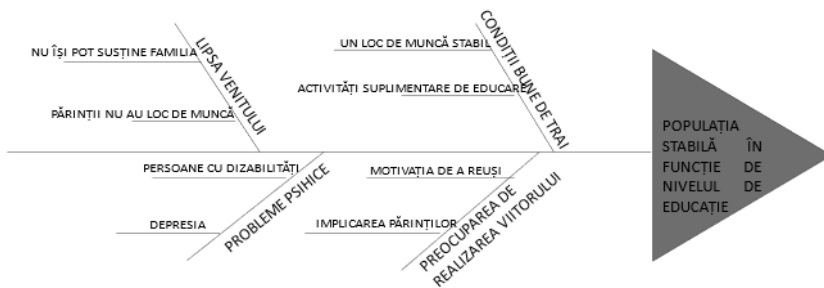 NU ÎȘI POT SUSȚINE FAMILIA
PĂRINȚII NU AU LOC DE MUNCĂ
LIPSA VENITULUI
UN LOC DE MUNCĂ STABIL
ACTIVITĂȚI SUPLIMENTARE DE EDUCARE
CONDIȚII BUNE DE TRAI
PERSOANE CU DIZABILITĂȚI
DEPRESIA
PROBLEME PSIHICE
MOTIVAȚIA DE A REUȘI
IMPLICAREA PĂRINȚILOR
PREOCUPAREA DE
REALIZAREA VIITORULUI
POPULAȚIA
STABILĂ ÎN
FUNCȚIE DE
NIVELUL DE
EDUCAȚIE